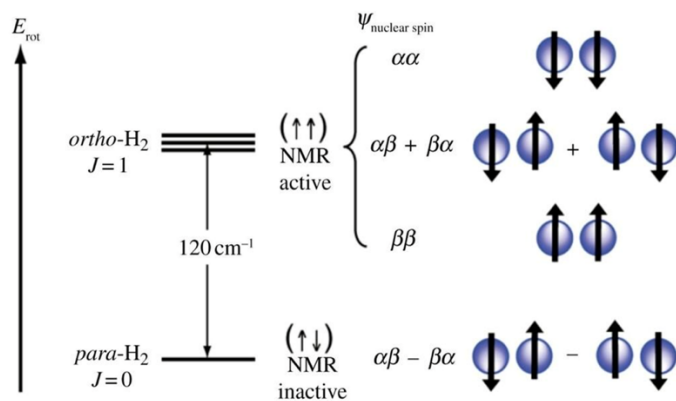 E_rot
ψ_nuclear spin
αα
ortho-H₂
J = 1
(↑↑)
NMR
active
αβ + βα
+
120 cm⁻¹
ββ
para-H₂
J = 0
(↑↓)
NMR
inactive
αβ – βα
–